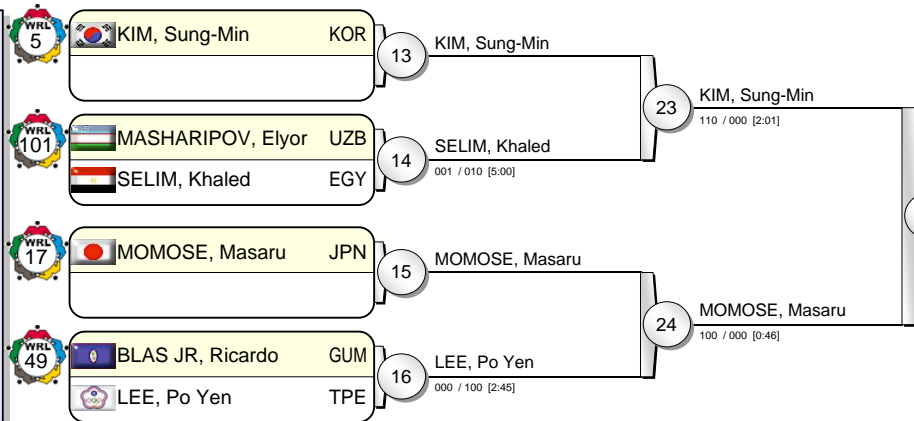 WRL
5
KIM, Sung-Min KOR
13
KIM, Sung-Min
23
KIM, Sung-Min
110 / 000 [2:01]
WRL
101
MASHARIPOV, Elyor UZB
SELIM, Khaled EGY
14
SELIM, Khaled
001 / 010 [5:00]
WRL
17
MOMOSE, Masaru JPN
15
MOMOSE, Masaru
24
MOMOSE, Masaru
100 / 000 [0:46]
WRL
49
BLAS JR, Ricardo GUM
LEE, Po Yen TPE
16
LEE, Po Yen
000 / 100 [2:45]